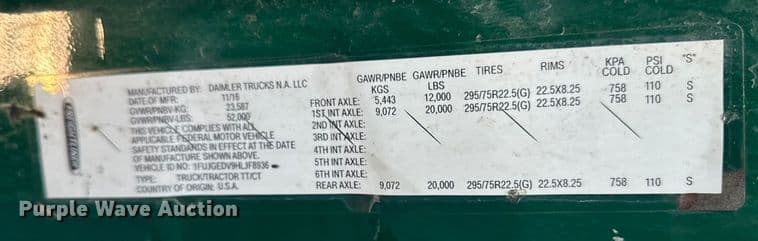 MANUFACTURED BY: DAIMLER TRUCKS N.A. LLC
DATE OF MFR: 11/16
GVWR/PNBV-KG: 23,587
GVWR/PNBV-LBS: 52,000
THIS VEHICLE COMPLIES WITH ALL
APPLICABLE FEDERAL MOTOR VEHICLE
SAFETY STANDARDS IN EFFECT AT THE DATE
OF MANUFACTURE SHOWN ABOVE.
VEHICLE ID NO: 1FUJGEDV9HLJF8936
TYPE: TRUCK/TRACTOR TT/CT
COUNTRY OF ORIGIN: U.S.A.
GAWR/PNBE GAWR/PNBE TIRES RIMS KPA PSI "S"
KGS LBS COLD COLD
FRONT AXLE: 5,443 12,000 295/75R22.5(G) 22.5X8.25 758 110 S
1ST INT AXLE: 9,072 20,000 295/75R22.5(G) 22.5X8.25 758 110 S
2ND INT AXLE:
3RD INT AXLE:
4TH INT AXLE:
5TH INT AXLE:
6TH INT AXLE:
REAR AXLE: 9,072 20,000 295/75R22.5(G) 22.5X8.25 758 110 S
FREIGHTLINER
Purple Wave Auction